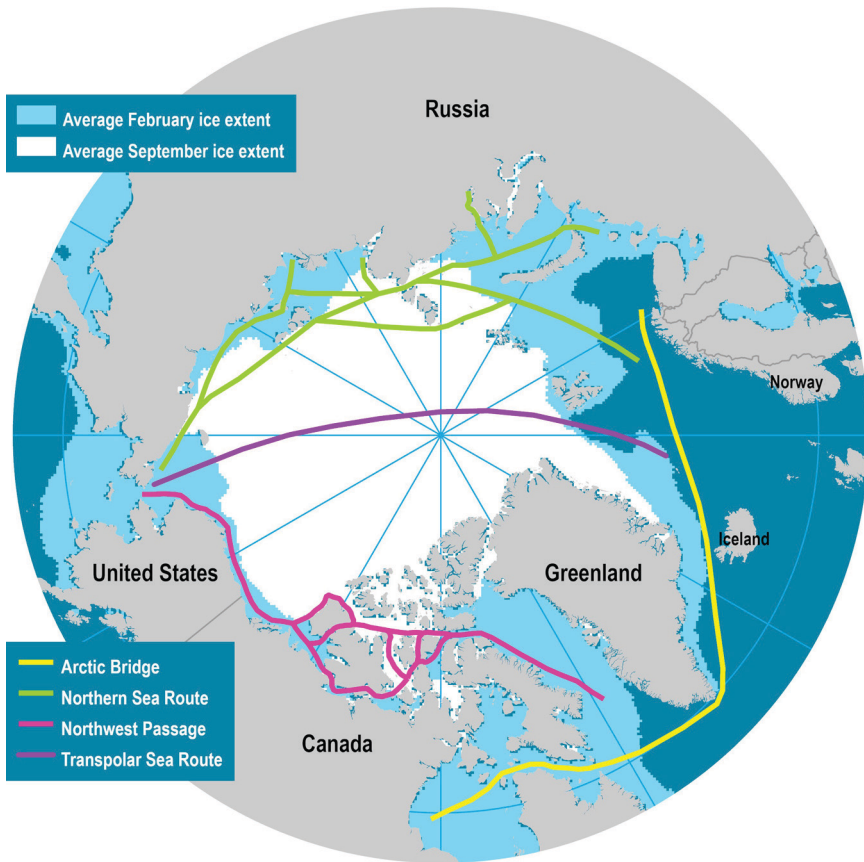 Russia
Average February ice extent
Average September ice extent
Norway
Iceland
United States
Greenland
Arctic Bridge
Northern Sea Route
Northwest Passage
Transpolar Sea Route
Canada